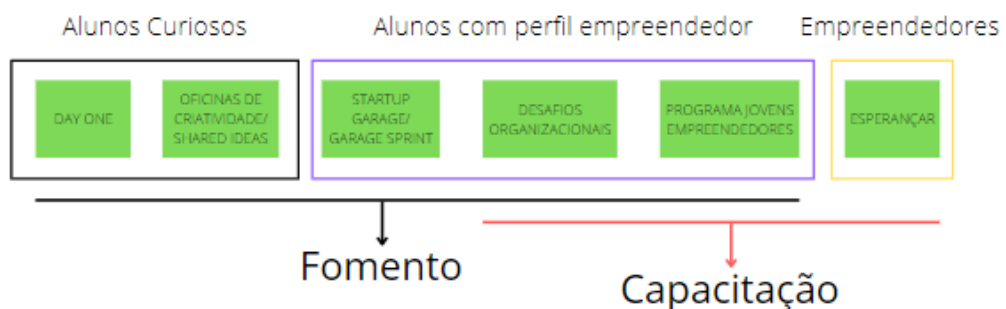 Alunos Curiosos
Alunos com perfil empreendedor
Empreendedores
DAY ONE
OFICINAS DE
CRIATIVIDADE/
SHARED IDEAS
STARTUP
GARAGE/
GARAGE SPRINT
DESAFIOS
ORGANIZACIONAIS
PROGRAMA JOVENS
EMPREENDEDORES
ESPERANÇAR
Fomento
Capacitação